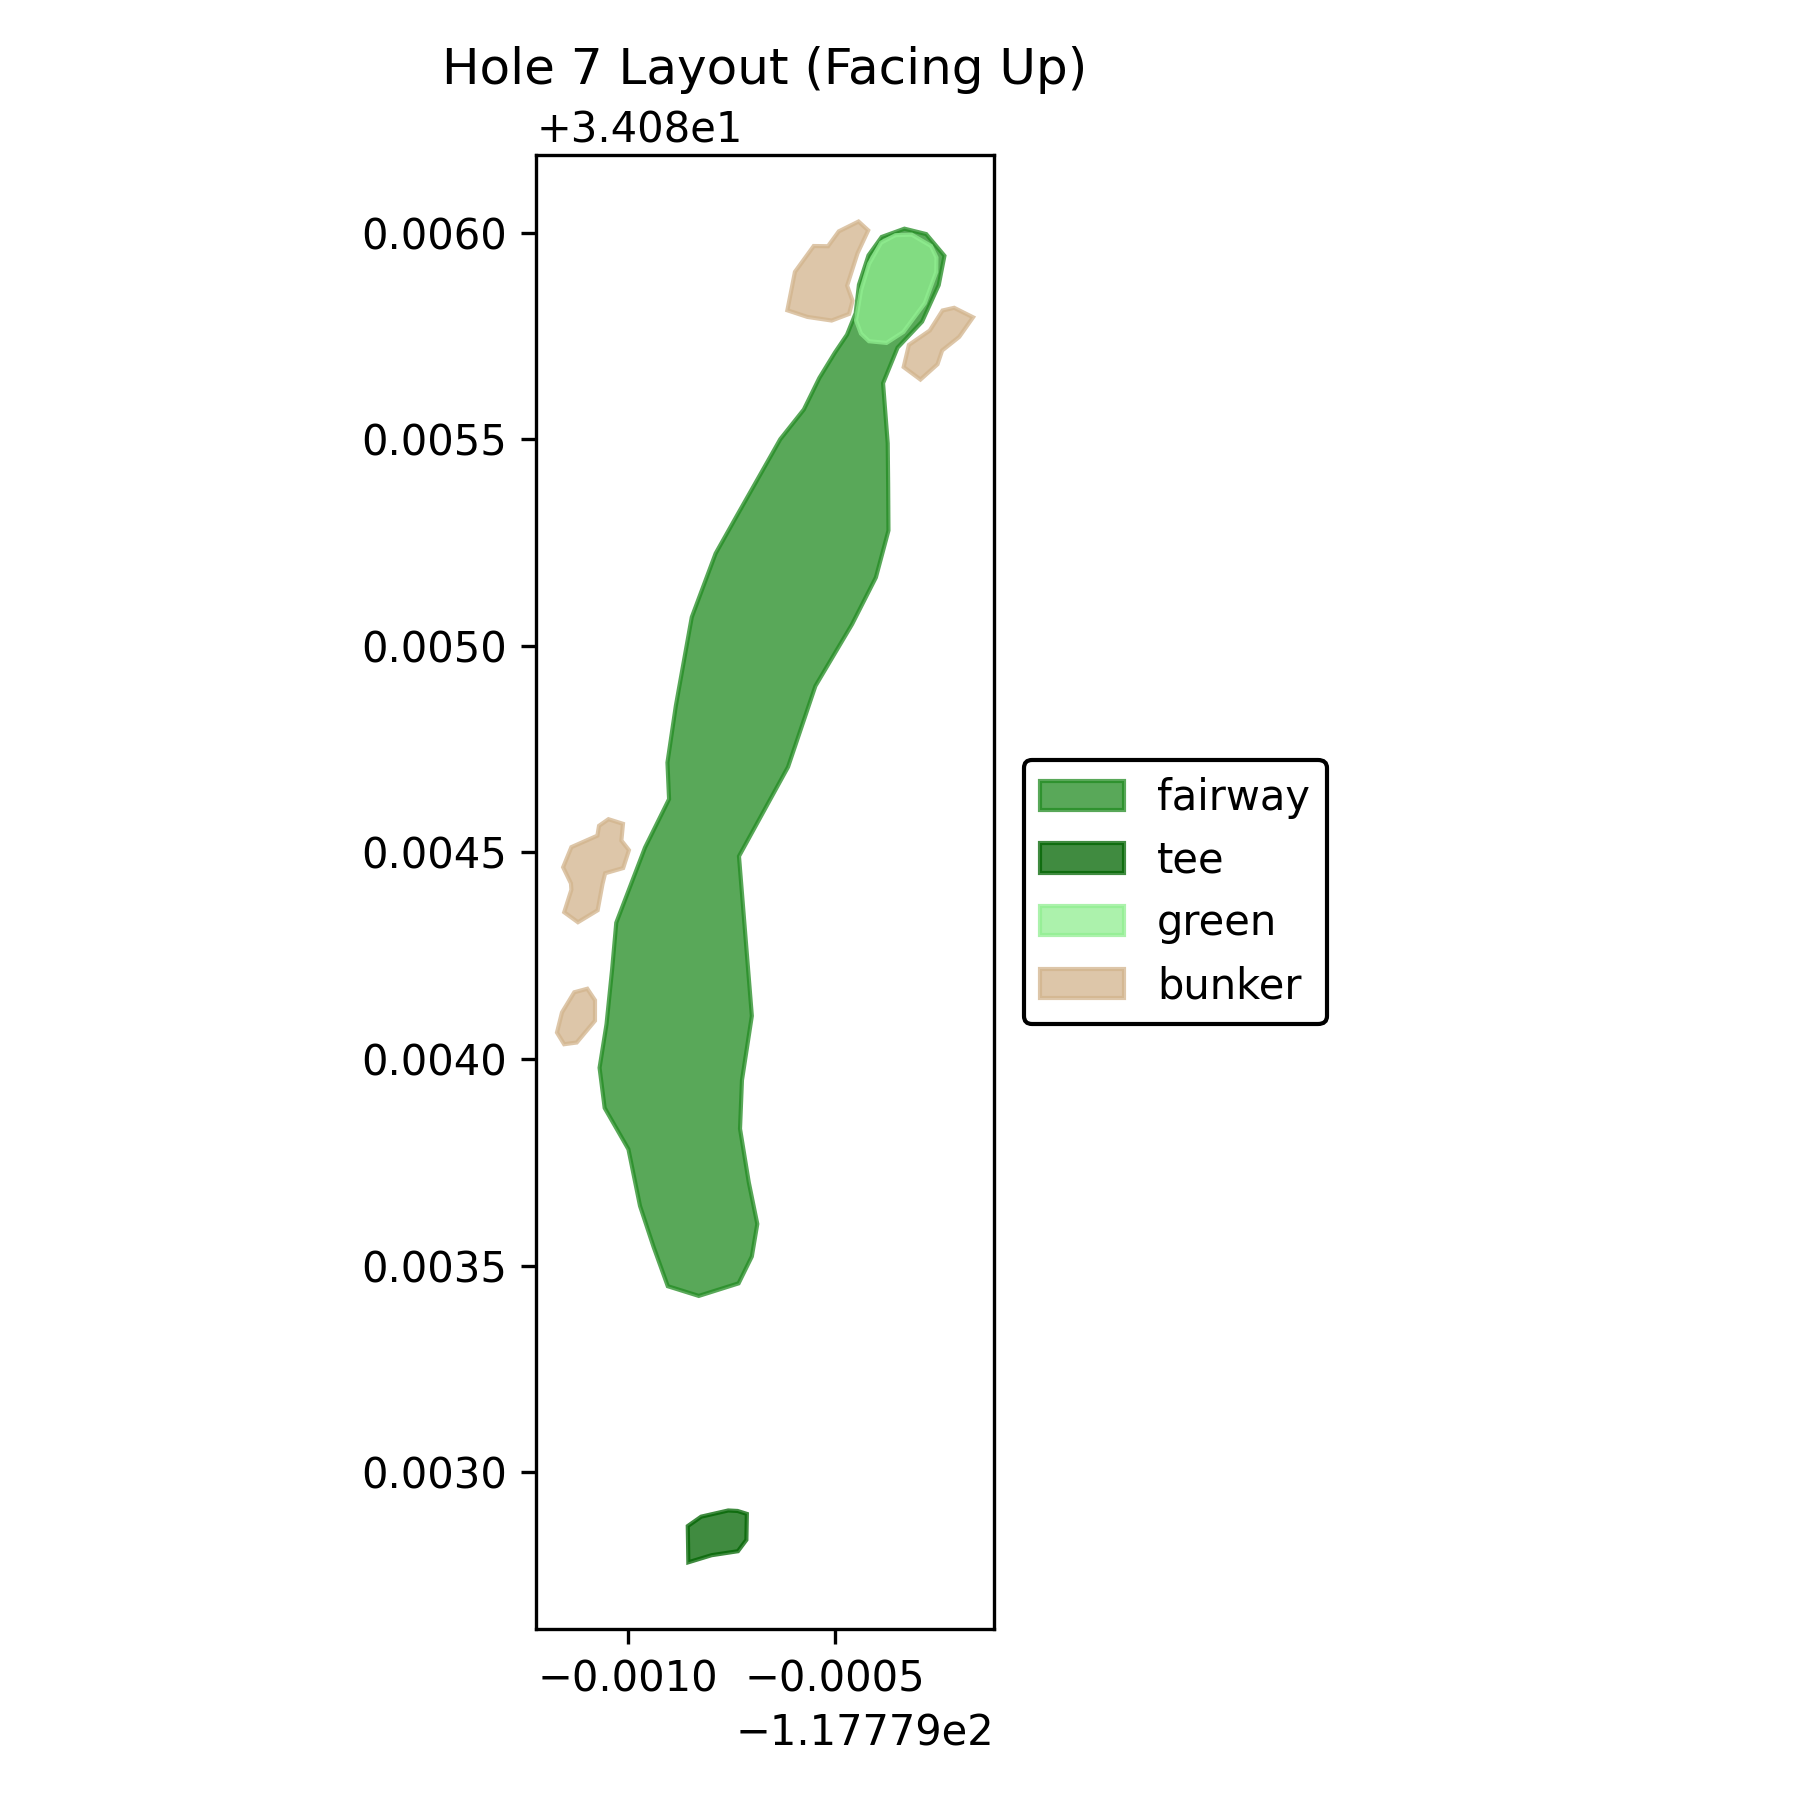 Hole 7 Layout (Facing Up)
+3.408e1
0.0060
0.0055
0.0050
0.0045
0.0040
0.0035
0.0030
−0.0010 −0.0005
−1.17779e2
fairway
tee
green
bunker